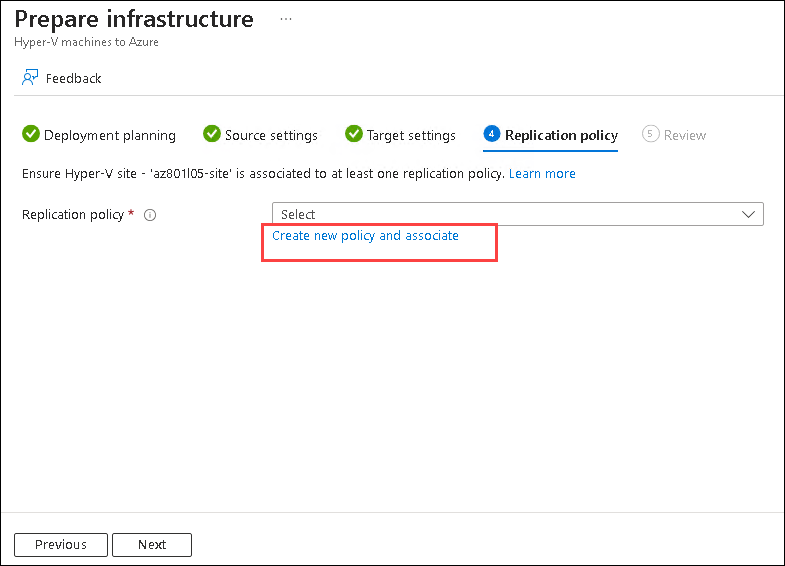 Prepare infrastructure ...
Hyper-V machines to Azure
Feedback
Deployment planning Source settings Target settings 4 Replication policy 5 Review
Ensure Hyper-V site - 'az801l05-site' is associated to at least one replication policy. Learn more
Replication policy * Select
Create new policy and associate
Previous Next